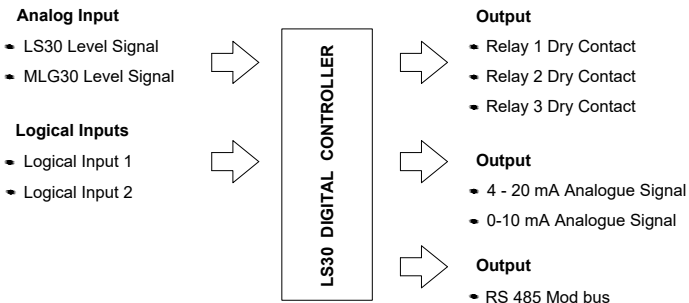 Analog Input
LS30 Level Signal
MLG30 Level Signal
Logical Inputs
Logical Input 1
Logical Input 2
LS30 DIGITAL CONTROLLER
Output
Relay 1 Dry Contact
Relay 2 Dry Contact
Relay 3 Dry Contact
Output
4 - 20 mA Analogue Signal
0-10 mA Analogue Signal
Output
RS 485 Mod bus